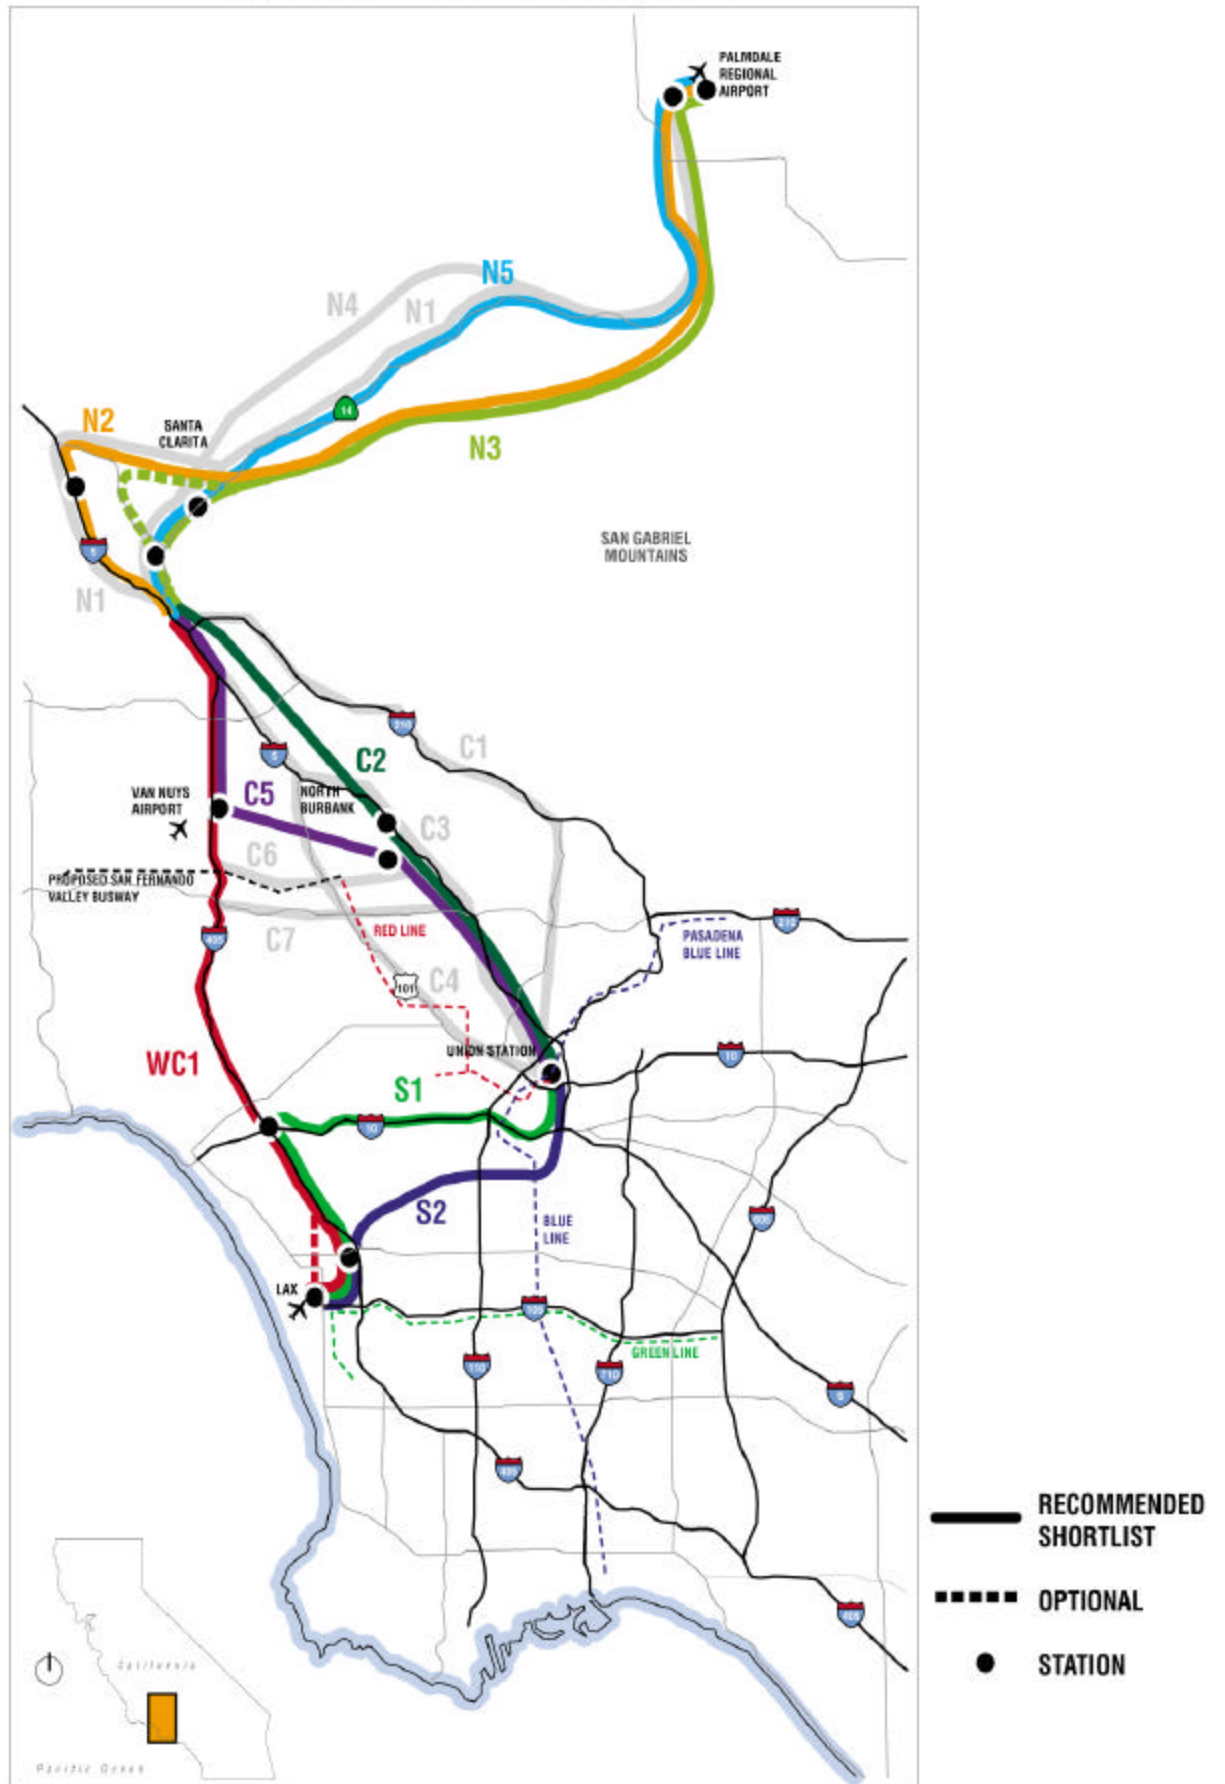 PALMDALE
REGIONAL
AIRPORT
N5
N4
N1
14
N2
SANTA
CLARITA
N3
SAN GABRIEL
MOUNTAINS
5
N1
210
5
C1
C2
VAN NUYS
AIRPORT
C5
NORTH
BURBANK
C3
C6
PROPOSED SAN FERNANDO
VALLEY BUSWAY
RED LINE
C7
405
PASADENA
BLUE LINE
210
C4
101
UNION STATION
10
WC1
S1
10
S2
BLUE
LINE
605
LAX
105
GREEN LINE
110
710
5
405
405
RECOMMENDED
SHORTLIST
OPTIONAL
STATION
California
Pacific Ocean